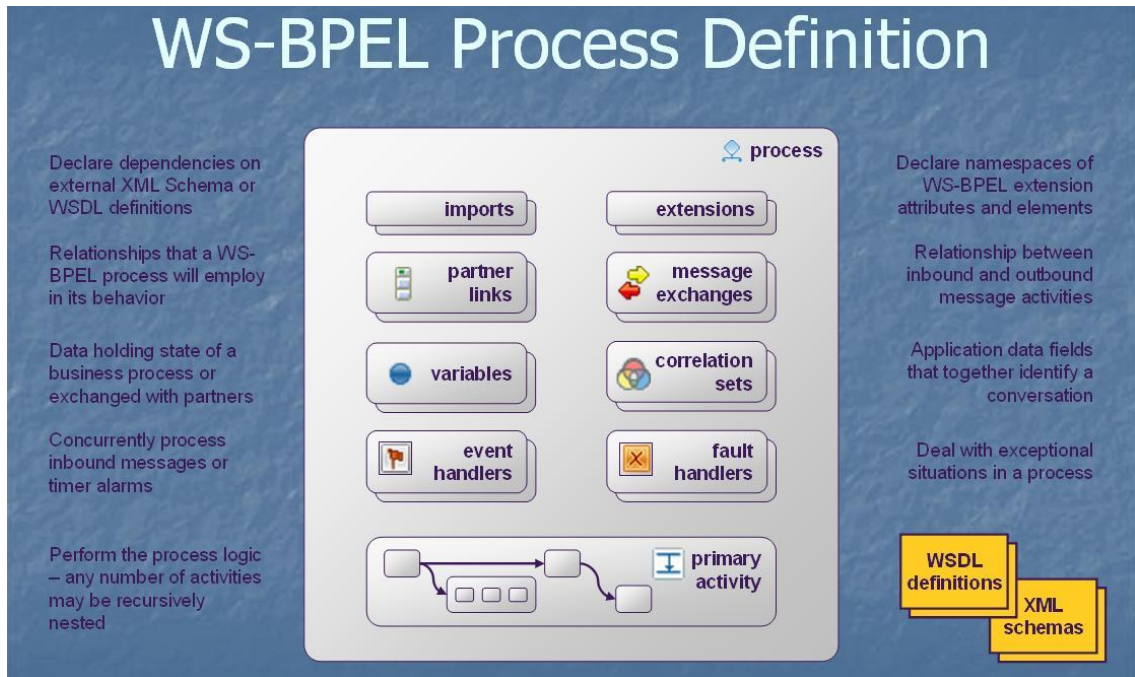 WS-BPEL Process Definition
process
Declare dependencies on
external XML Schema or
WSDL definitions
imports
extensions
Declare namespaces of
WS-BPEL extension
attributes and elements
Relationships that a WS-
BPEL process will employ
in its behavior
partner
links
message
exchanges
Relationship between
inbound and outbound
message activities
Data holding state of a
business process or
exchanged with partners
variables
correlation
sets
Application data fields
that together identify a
conversation
Concurrently process
inbound messages or
timer alarms
event
handlers
fault
handlers
Deal with exceptional
situations in a process
Perform the process logic
– any number of activities
may be recursively
nested
primary
activity
WSDL
definitions
XML
schemas